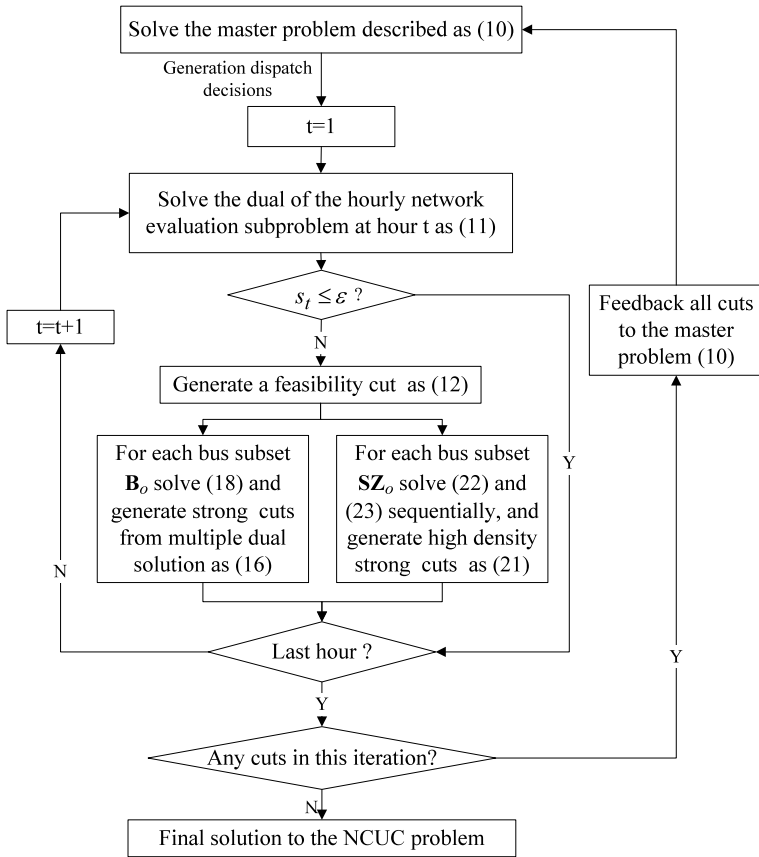 Solve the master problem described as (10)
Generation dispatch
decisions
t=1
Solve the dual of the hourly network
evaluation subproblem at hour t as (11)
s_t ≤ ε ?
t=t+1
Feedback all cuts
to the master
problem (10)
N
Generate a feasibility cut as (12)
For each bus subset
B_o solve (18) and
generate strong cuts
from multiple dual
solution as (16)
For each bus subset
SZ_o solve (22) and
(23) sequentially, and
generate high density
strong cuts as (21)
Y
N
Last hour ?
Y
Y
Any cuts in this iteration?
N
Final solution to the NCUC problem